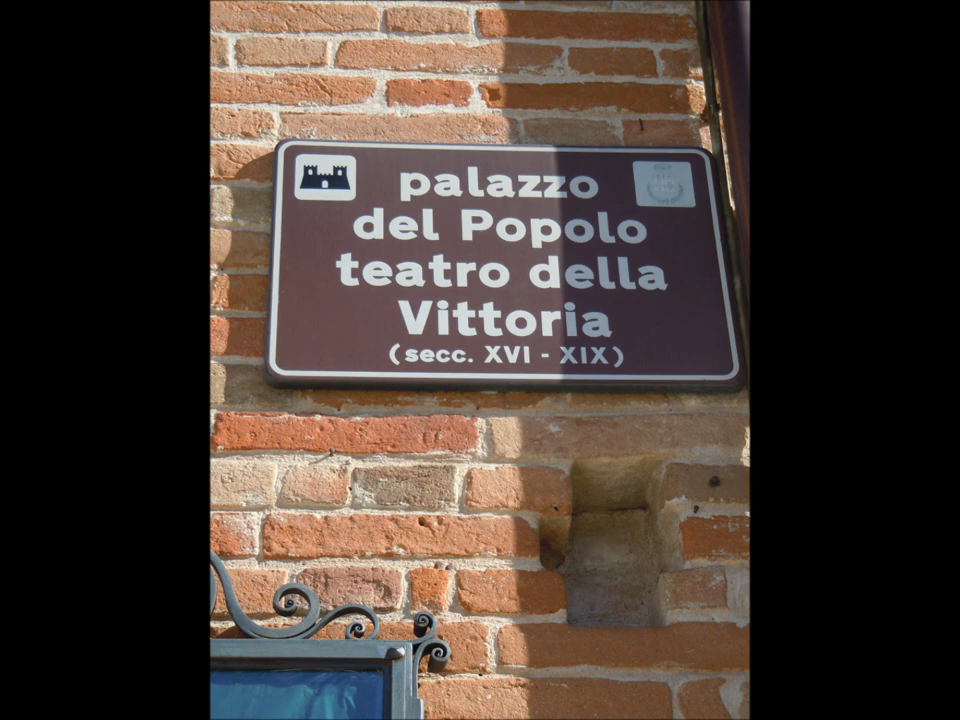 palazzo
del Popolo
teatro della
Vittoria
(secc. XVI - XIX)